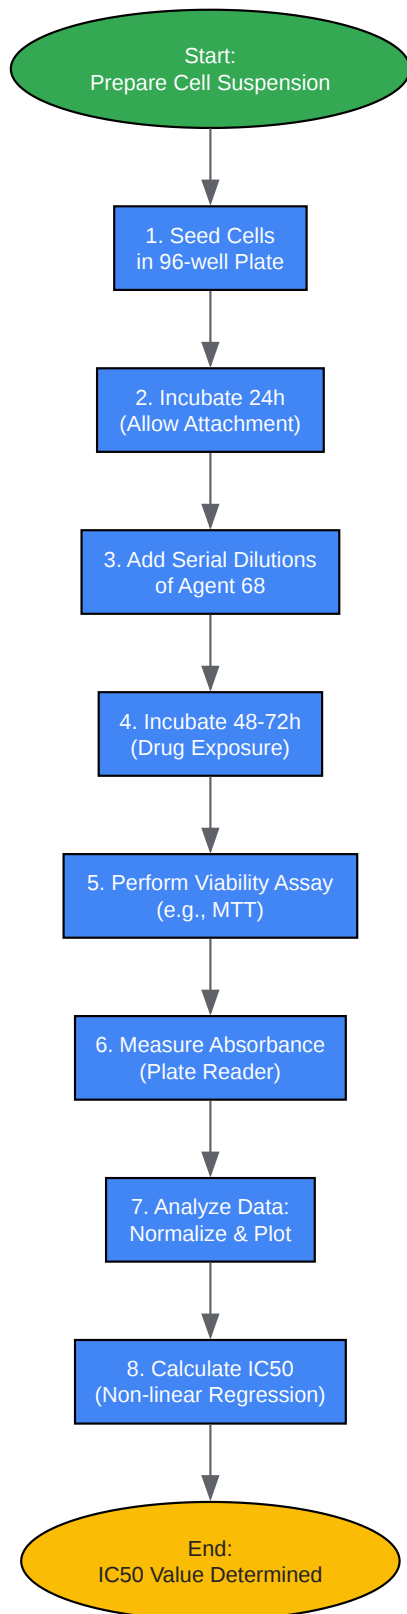 Start:
Prepare Cell Suspension
1. Seed Cells
in 96-well Plate
2. Incubate 24h
(Allow Attachment)
3. Add Serial Dilutions
of Agent 68
4. Incubate 48-72h
(Drug Exposure)
5. Perform Viability Assay
(e.g., MTT)
6. Measure Absorbance
(Plate Reader)
7. Analyze Data:
Normalize & Plot
8. Calculate IC50
(Non-linear Regression)
End:
IC50 Value Determined